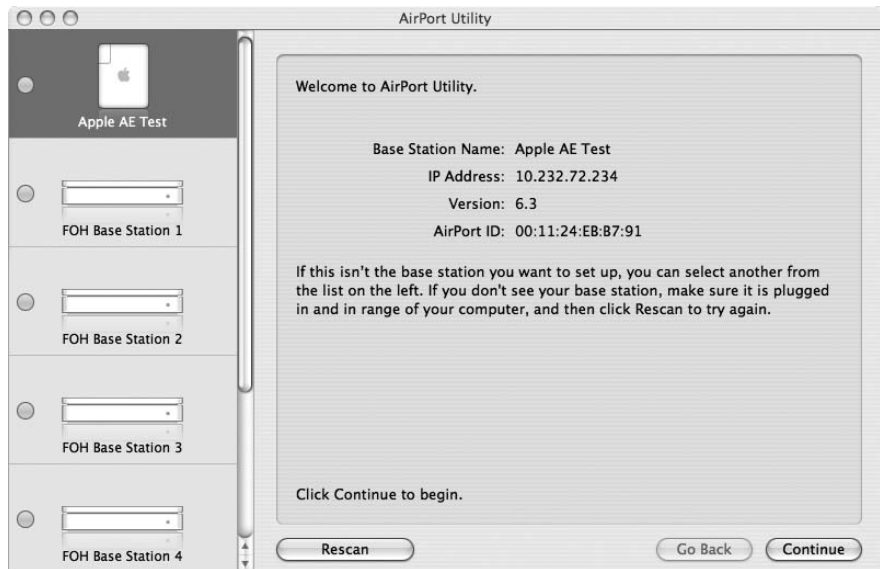 AirPort Utility
Apple AE Test
FOH Base Station 1
FOH Base Station 2
FOH Base Station 3
FOH Base Station 4
Welcome to AirPort Utility.
Base Station Name: Apple AE Test
IP Address: 10.232.72.234
Version: 6.3
AirPort ID: 00:11:24:EB:B7:91
If this isn't the base station you want to set up, you can select another from
the list on the left. If you don't see your base station, make sure it is plugged
in and in range of your computer, and then click Rescan to try again.
Click Continue to begin.
Rescan
Go Back
Continue